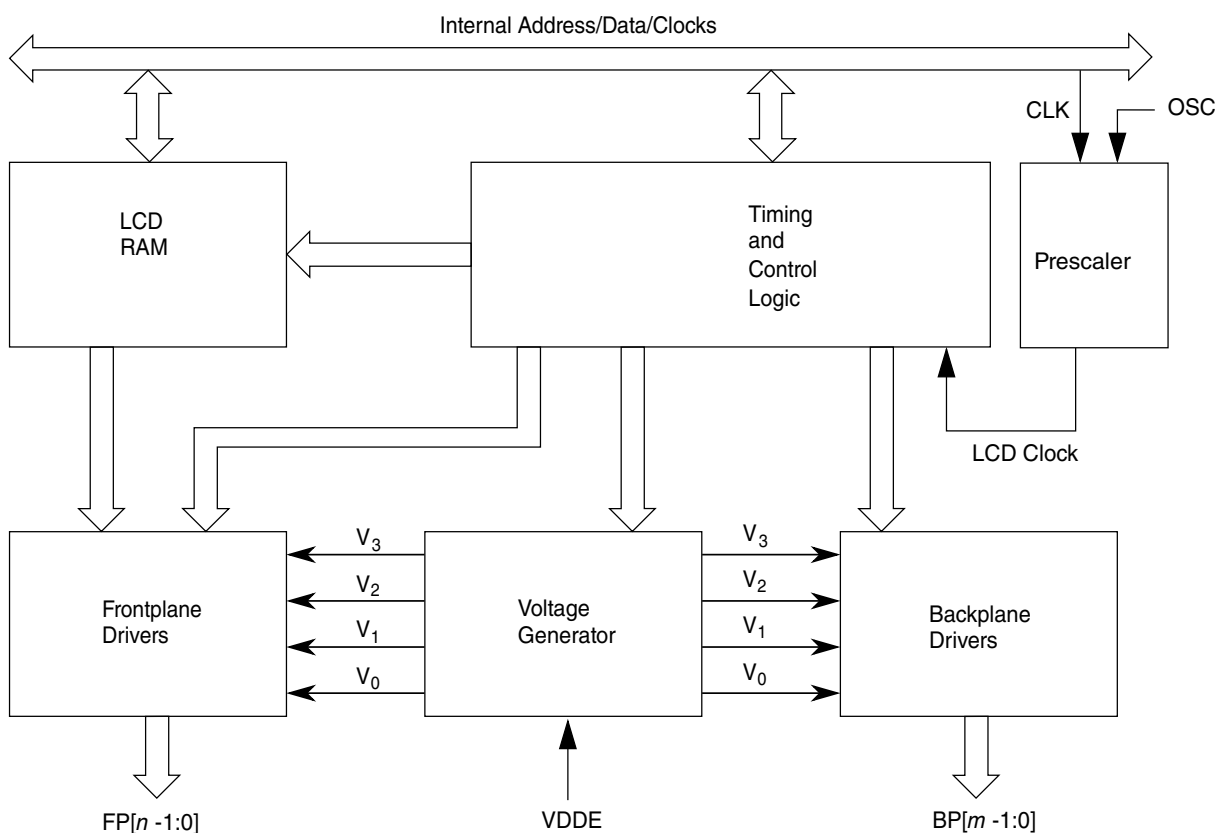 Internal Address/Data/Clocks
CLK
OSC
LCD
RAM
Timing
and
Control
Logic
Prescaler
LCD Clock
V3
V2
V1
V0
V3
V2
V1
V0
Frontplane
Drivers
Voltage
Generator
Backplane
Drivers
FP[n -1:0]
VDDE
BP[m -1:0]